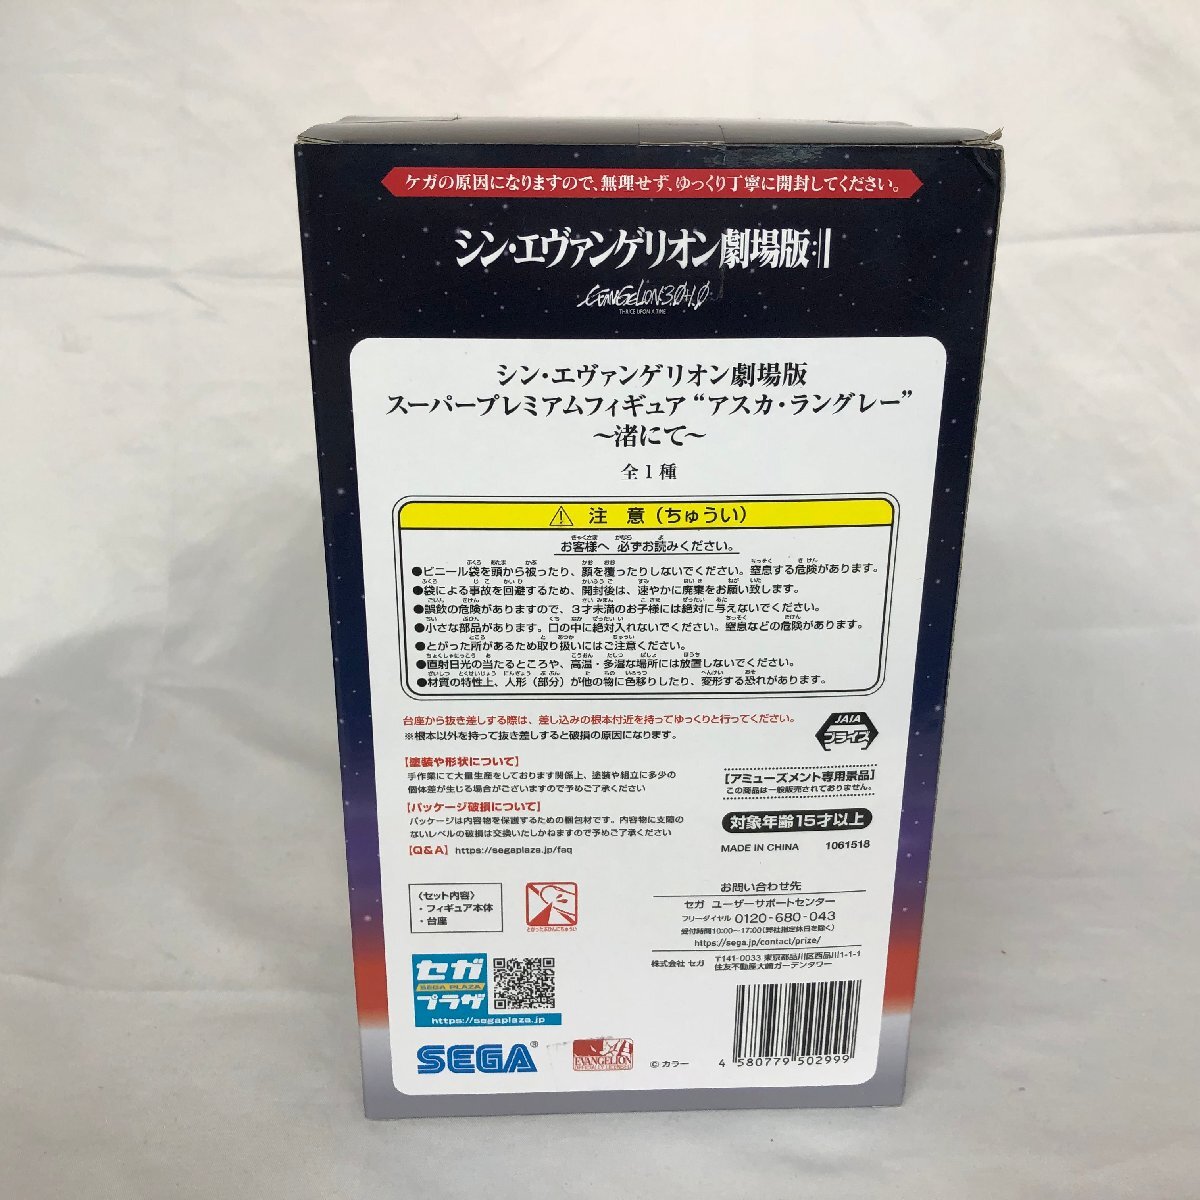 ケガの原因になりますので、無理せず、ゆっくり丁寧に開封してください。
シン・エヴァンゲリオン劇場版:||
EVANGELION:3.0+1.0
THRICE UPON A TIME
シン・エヴァンゲリオン劇場版
スーパープレミアムフィギュア“アスカ・ラングレー”
～渚にて～
全1種
⚠ 注 意（ちゅうい）
お客様へ 必ずお読みください。
●ビニール袋を頭から被ったり、顔を覆ったりしないでください。窒息する危険があります。
●袋による事故を回避するため、開封後は、速やかに廃棄をお願い致します。
●誤飲の危険がありますので、3才未満のお子様には絶対に与えないでください。
●小さな部品があります。口の中に絶対入れないでください。窒息などの危険があります。
●とがった所があるため取り扱いにはご注意ください。
●直射日光の当たるところや、高温・多湿な場所には放置しないでください。
●材質の特性上、人形（部分）が他の物に色移りしたり、変形する恐れがあります。
台座から抜き差しする際は、差し込みの根本付近を持ってゆっくりと行ってください。
※根本以外を持って抜き差しすると破損の原因になります。
JAIA
プライズ
【塗装や形状について】
手作業にて大量生産をしております関係上、塗装や組立に多少の
個体差が生じる場合がございますので予めご了承ください
【パッケージ破損について】
パッケージは内容物を保護するための梱包材です。内容物に支障の
ないレベルの破損は交換いたしかねますので予めご了承ください
【Q&A】https://segaplaza.jp/faq
【アミューズメント専用景品】
この商品は一般販売されておりません。
対象年齢15才以上
MADE IN CHINA 1061518
〈セット内容〉
・フィギュア本体
・台座
とがったぶひんにちゅうい
お問い合わせ先
セガ ユーザーサポートセンター
フリーダイヤル 0120-680-043
受付時間10:00～17:00(弊社指定休日を除く)
https://sega.jp/contact/prize/
株式会社 セガ 〒141-0033 東京都品川区西品川1-1-1
住友不動産大崎ガーデンタワー
セガ
SEGA PLAZA
プラザ
https://segaplaza.jp
SEGA®
EVANGELION
© カラー
4 580779 502999